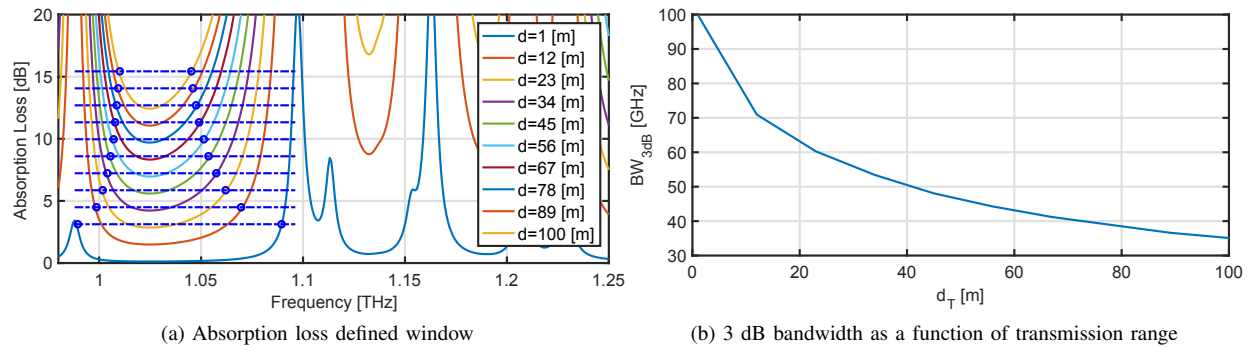 20
15
10
5
0
Absorption Loss [dB]
1
1.05
1.1
1.15
1.2
1.25
Frequency [THz]
d=1 [m]
d=12 [m]
d=23 [m]
d=34 [m]
d=45 [m]
d=56 [m]
d=67 [m]
d=78 [m]
d=89 [m]
d=100 [m]
(a) Absorption loss defined window
100
90
80
70
60
50
40
30
BW3dB [GHz]
0
20
40
60
80
100
dT [m]
(b) 3 dB bandwidth as a function of transmission range